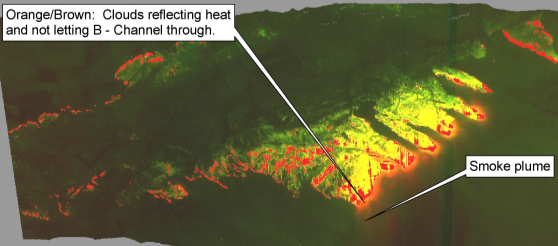 Orange/Brown: Clouds reflecting heat
and not letting B - Channel through.
Smoke plume